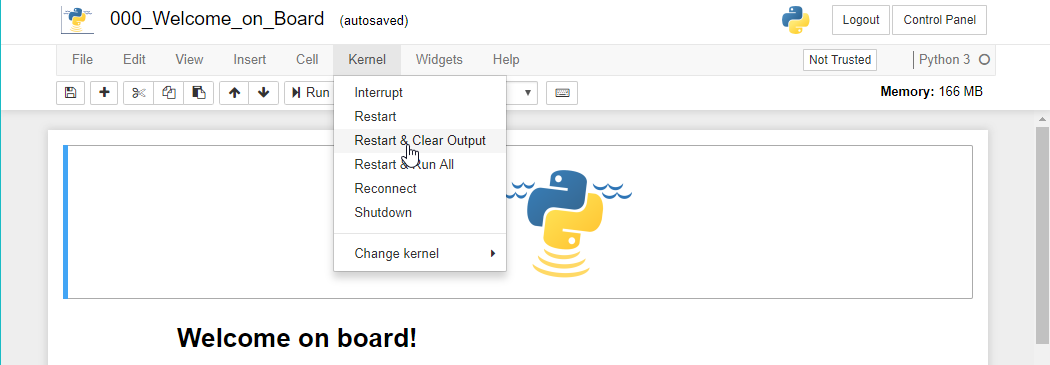 000_Welcome_on_Board (autosaved) Logout Control Panel
File Edit View Insert Cell Kernel Widgets Help Not Trusted Python 3
Run Memory: 166 MB
Interrupt
Restart
Restart & Clear Output
Restart & Run All
Reconnect
Shutdown
Change kernel
Welcome on board!